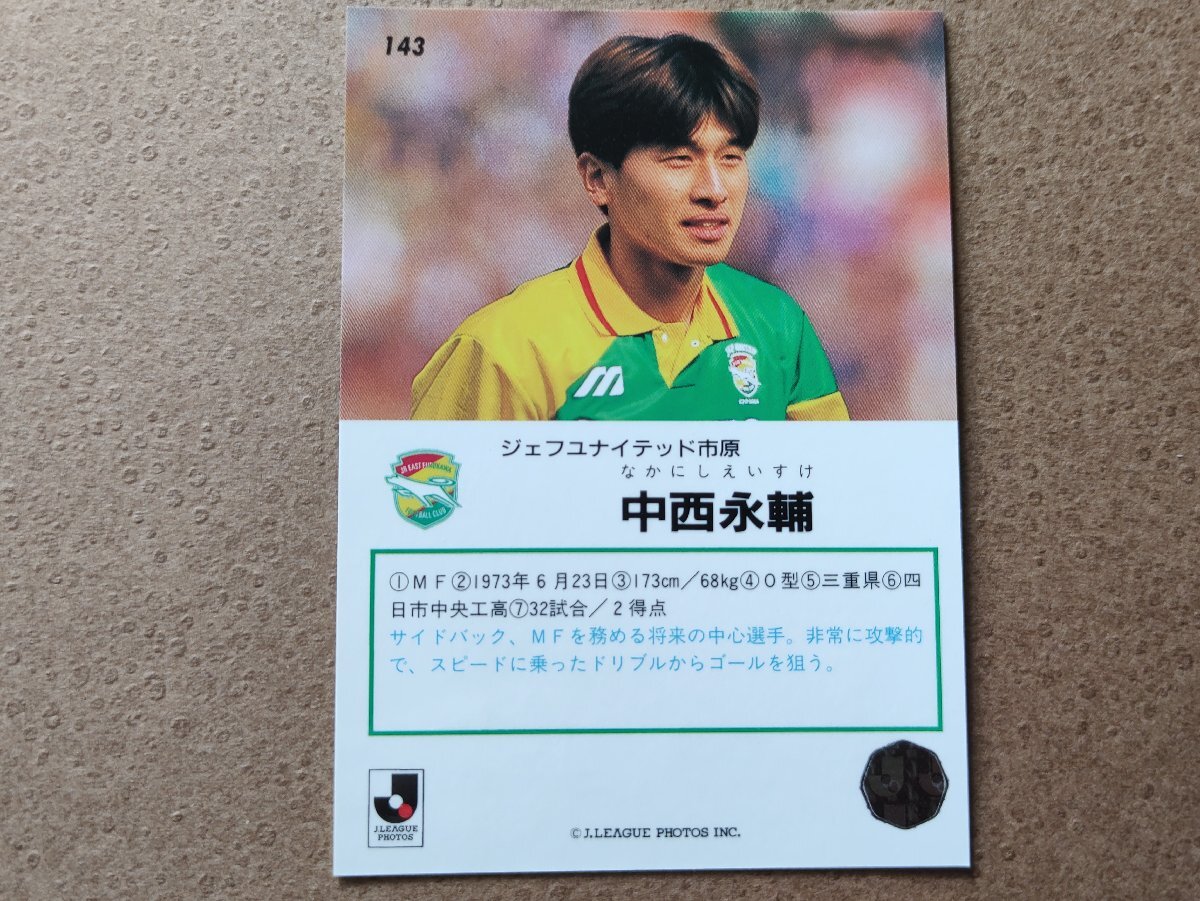 143
ジェフユナイテッド市原
なかにしえいすけ
中西永輔
JR EAST FURUKAWA
FOOTBALL CLUB
①MF②1973年6月23日③173cm/68kg④O型⑤三重県⑥四
日市中央工高⑦32試合/2得点
サイドバック、MFを務める将来の中心選手。非常に攻撃的
で、スピードに乗ったドリブルからゴールを狙う。
J.LEAGUE
PHOTOS
© J.LEAGUE PHOTOS INC.